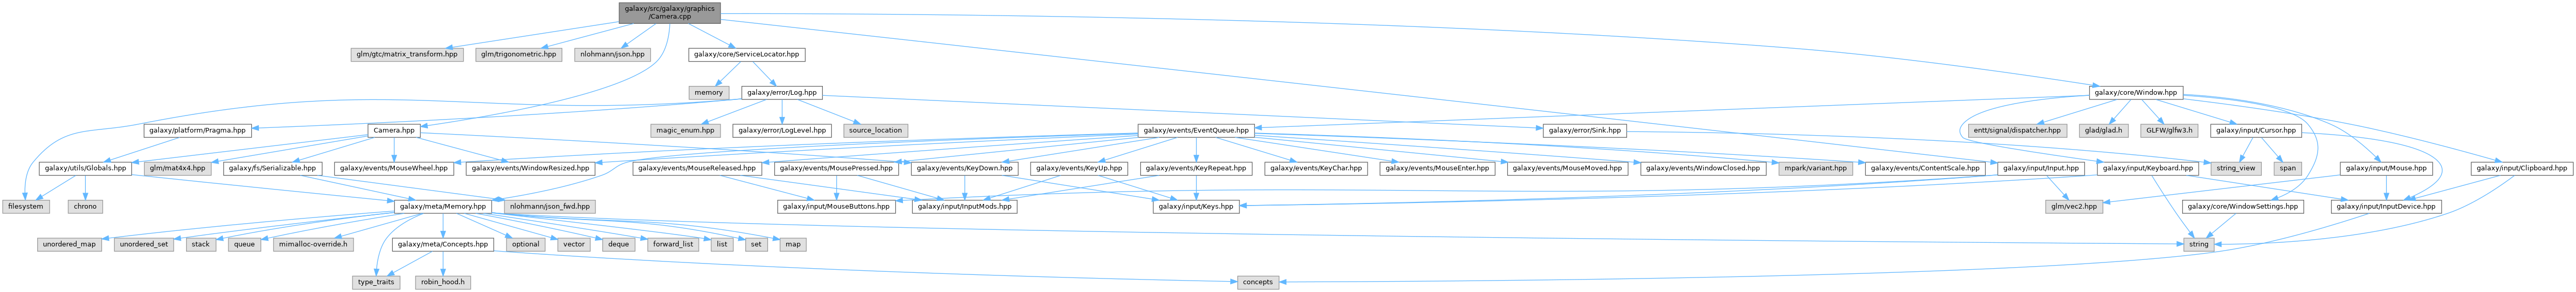 galaxy/src/galaxy/graphics
/Camera.cpp
glm/gtc/matrix_transform.hpp
glm/trigonometric.hpp
nlohmann/json.hpp
galaxy/core/ServiceLocator.hpp
memory
galaxy/error/Log.hpp
galaxy/core/Window.hpp
galaxy/platform/Pragma.hpp
Camera.hpp
magic_enum.hpp
galaxy/error/LogLevel.hpp
source_location
galaxy/events/EventQueue.hpp
galaxy/error/Sink.hpp
entt/signal/dispatcher.hpp
glad/glad.h
GLFW/glfw3.h
galaxy/input/Cursor.hpp
galaxy/utils/Globals.hpp
glm/mat4x4.hpp
galaxy/fs/Serializable.hpp
galaxy/events/MouseWheel.hpp
galaxy/events/WindowResized.hpp
galaxy/events/MouseReleased.hpp
galaxy/events/MousePressed.hpp
galaxy/events/KeyDown.hpp
galaxy/events/KeyUp.hpp
galaxy/events/KeyRepeat.hpp
galaxy/events/KeyChar.hpp
galaxy/events/MouseEnter.hpp
galaxy/events/MouseMoved.hpp
galaxy/events/WindowClosed.hpp
mpark/variant.hpp
galaxy/events/ContentScale.hpp
galaxy/input/Input.hpp
galaxy/input/Keyboard.hpp
string_view
span
galaxy/input/Mouse.hpp
galaxy/input/Clipboard.hpp
filesystem
chrono
galaxy/meta/Memory.hpp
nlohmann/json_fwd.hpp
galaxy/input/MouseButtons.hpp
galaxy/input/InputMods.hpp
galaxy/input/Keys.hpp
glm/vec2.hpp
galaxy/core/WindowSettings.hpp
galaxy/input/InputDevice.hpp
unordered_map
unordered_set
stack
queue
mimalloc-override.h
galaxy/meta/Concepts.hpp
optional
vector
deque
forward_list
list
set
map
string
type_traits
robin_hood.h
concepts